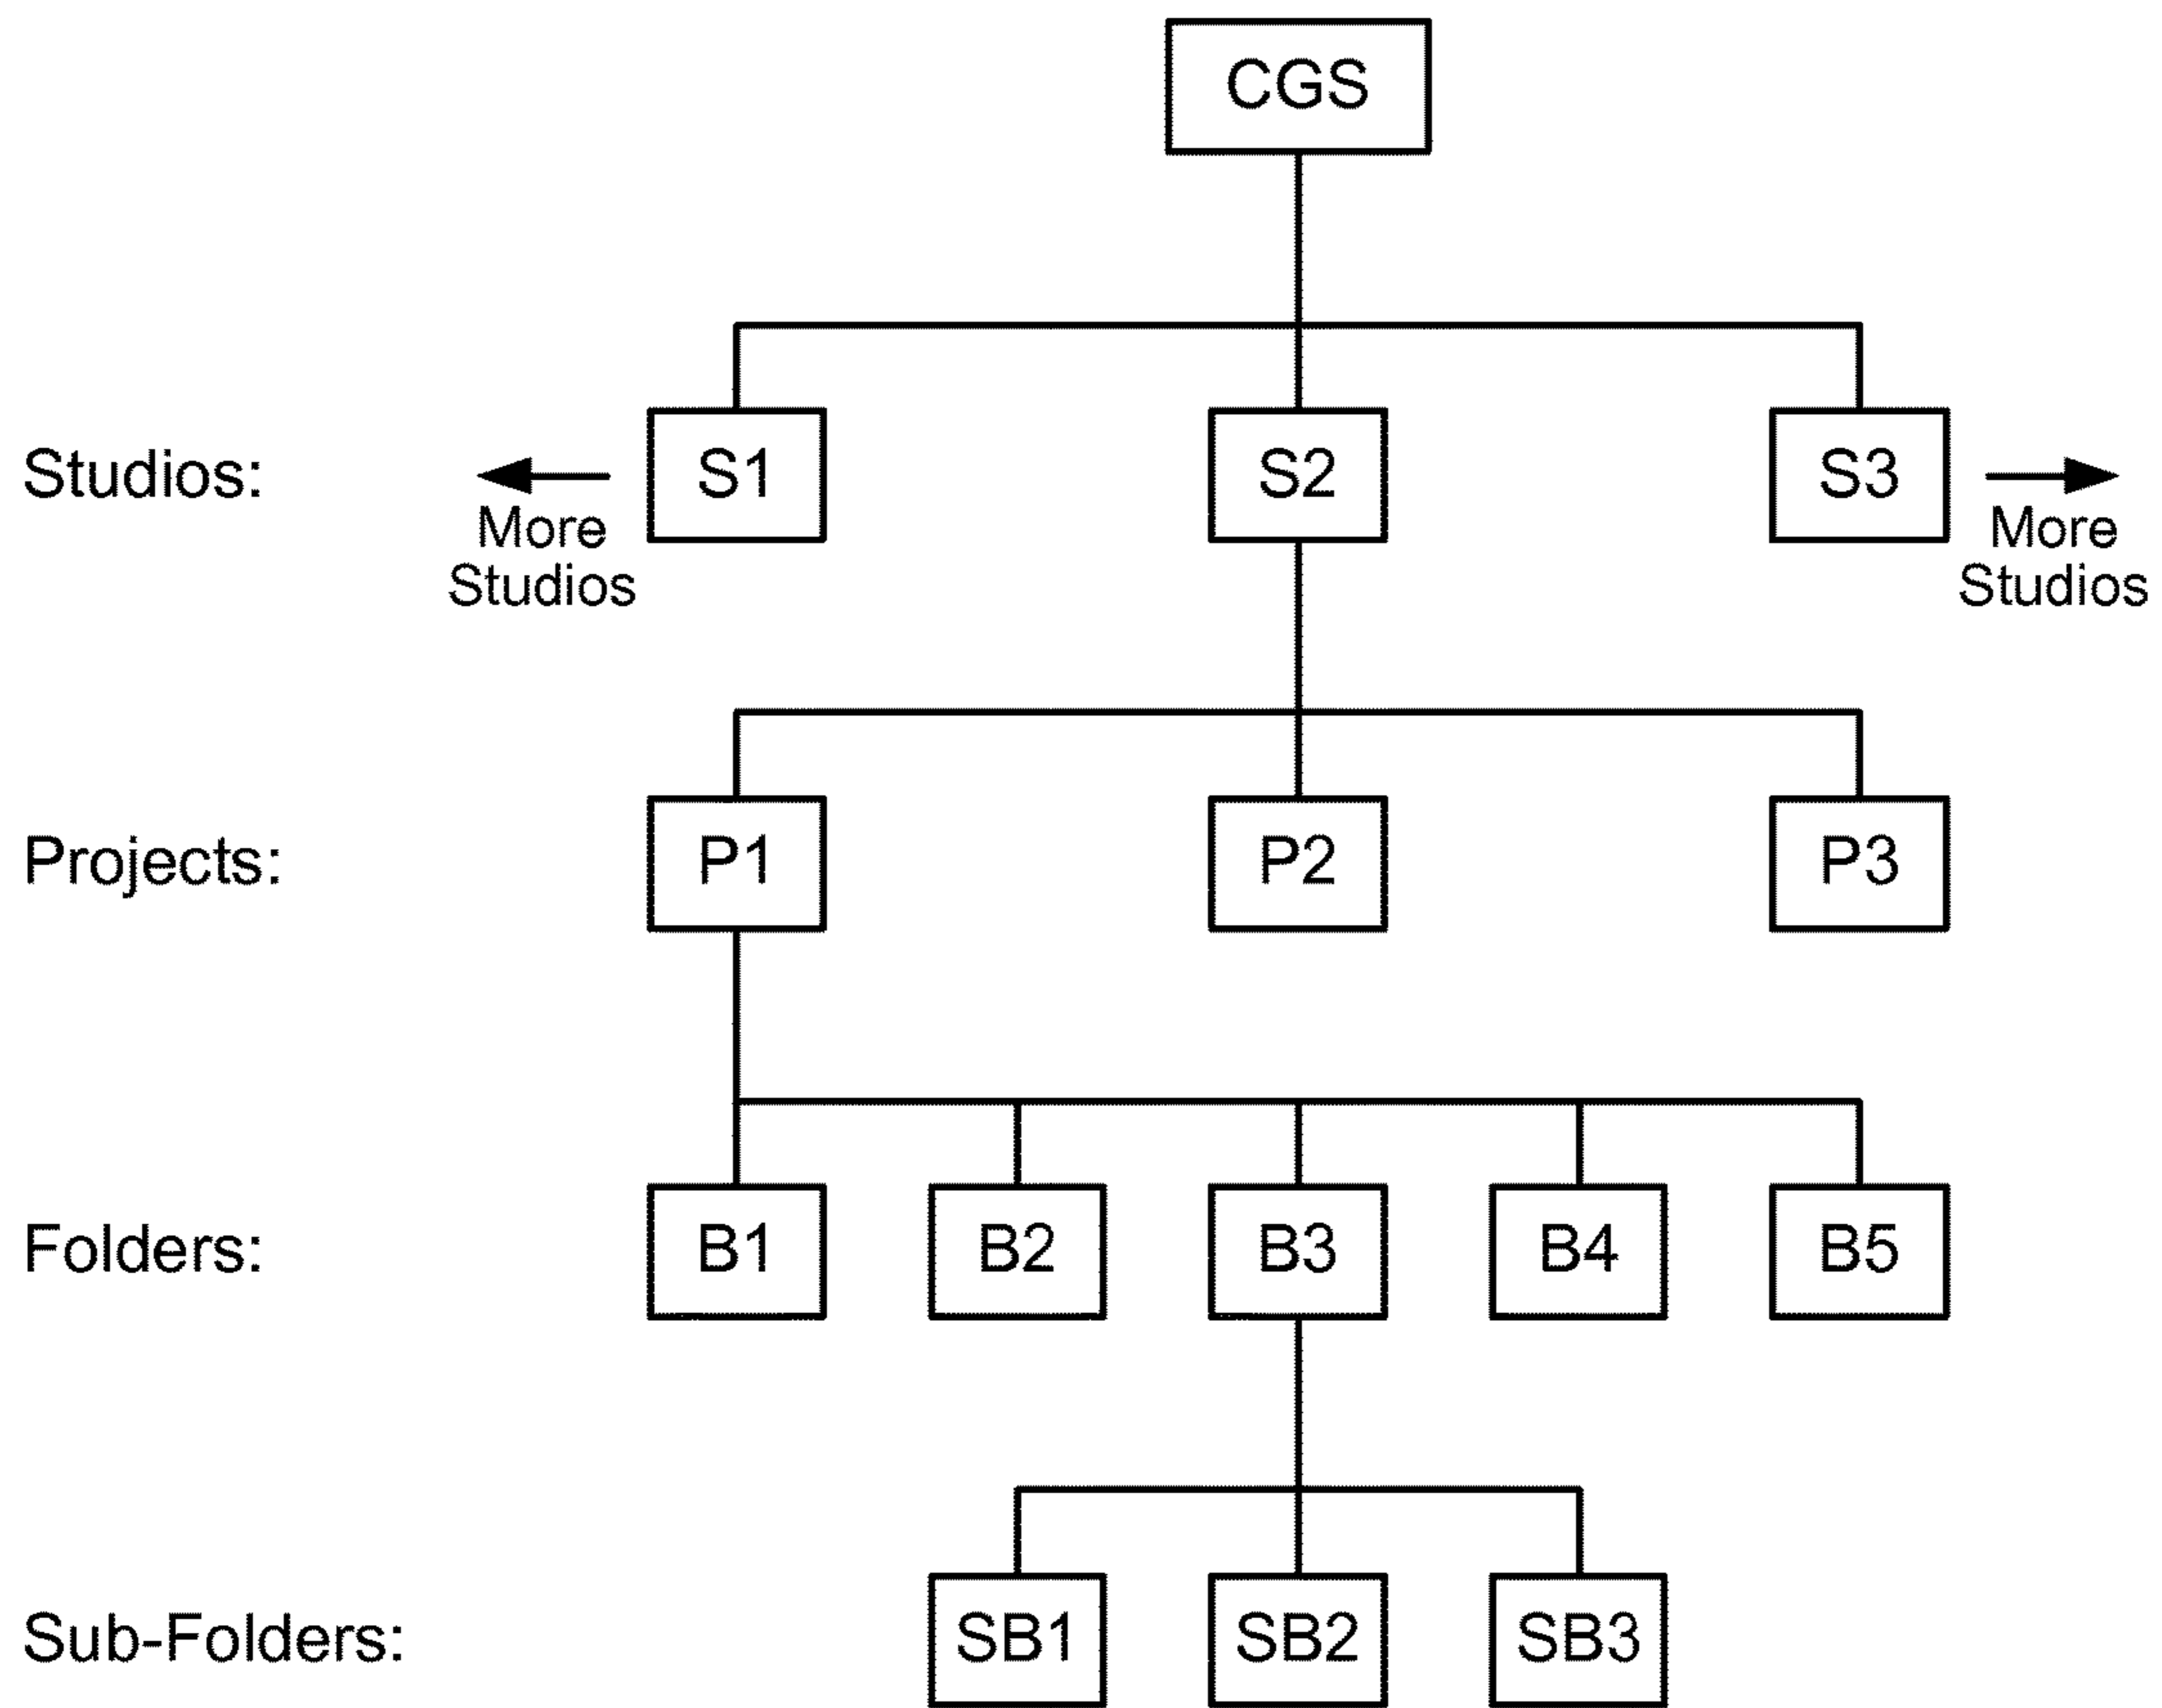 CGS
Studios:
S1
S2
S3
More
Studios
More
Studios
Projects:
P1
P2
P3
Folders:
B1
B2
B3
B4
B5
Sub-Folders:
SB1
SB2
SB3